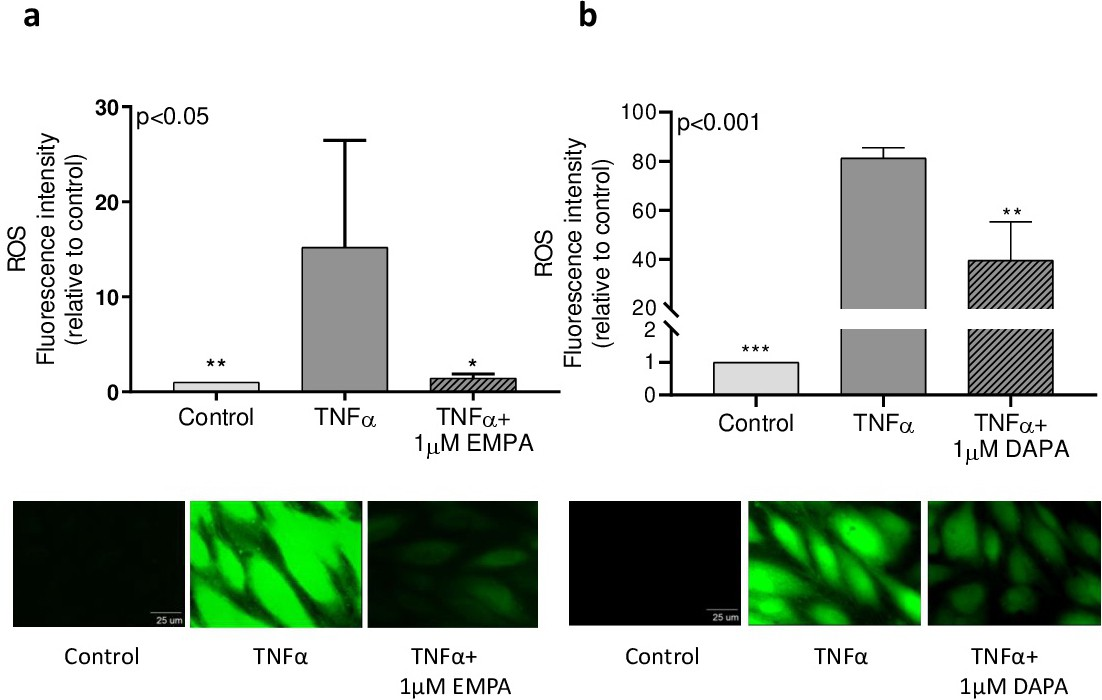 a
ROS
Fluorescence intensity
(relative to control)
30
20
10
0
p<0.05
**
*
Control
TNFα
TNFα+
1μM EMPA
b
ROS
Fluorescence intensity
(relative to control)
100
80
60
40
20
2
1
0
p<0.001
***
**
Control
TNFα
TNFα+
1μM DAPA
25 um
Control
TNFα
TNFα+
1μM EMPA
25 um
Control
TNFα
TNFα+
1μM DAPA